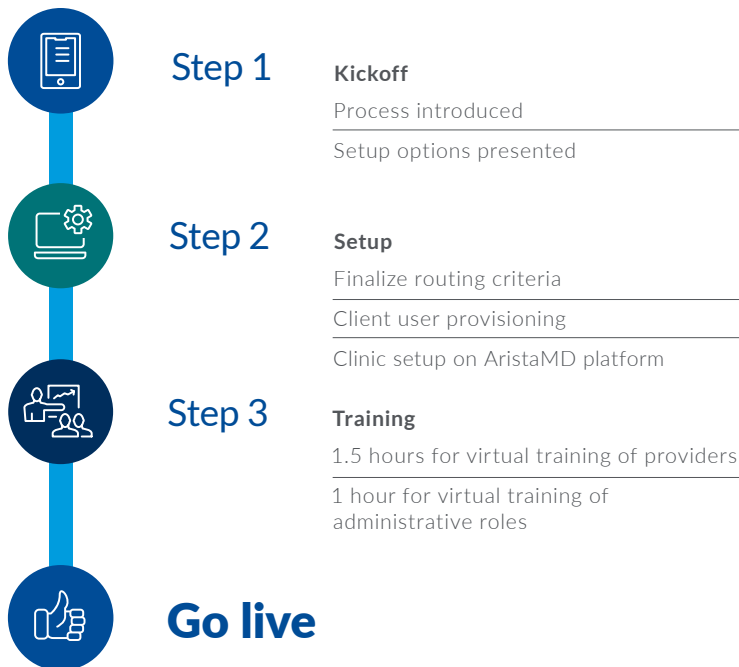 Step 1
Kickoff
Process introduced
Setup options presented
Step 2
Setup
Finalize routing criteria
Client user provisioning
Clinic setup on AristaMD platform
Step 3
Training
1.5 hours for virtual training of providers
1 hour for virtual training of
administrative roles
Go live